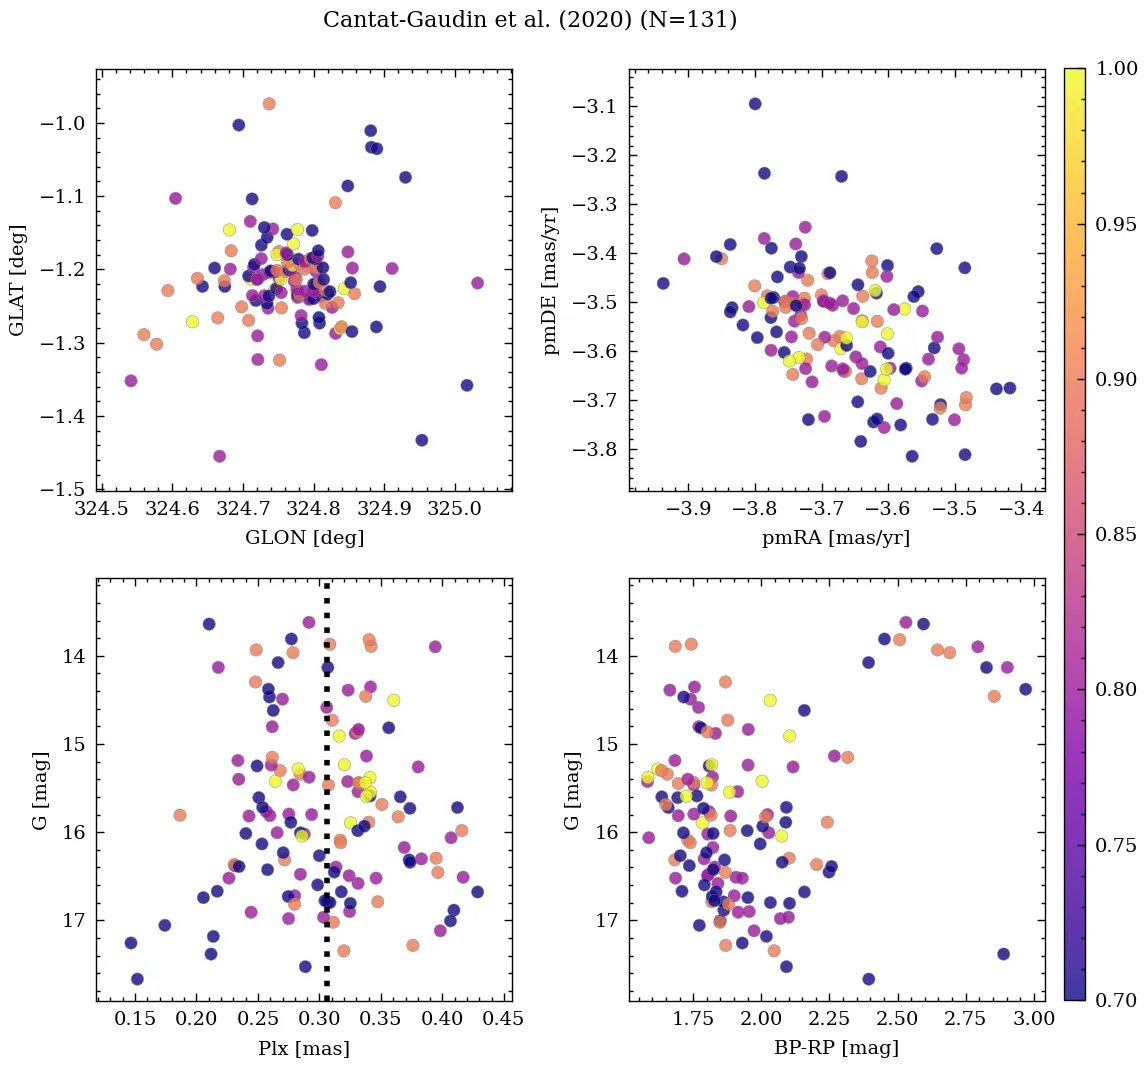 Cantat-Gaudin et al. (2020) (N=131)
−1.0
−1.1
−1.2
−1.3
−1.4
−1.5
GLAT [deg]
324.5 324.6 324.7 324.8 324.9 325.0
GLON [deg]
−3.1
−3.2
−3.3
−3.4
−3.5
−3.6
−3.7
−3.8
pmDE [mas/yr]
−3.9 −3.8 −3.7 −3.6 −3.5 −3.4
pmRA [mas/yr]
14
15
16
17
G [mag]
0.15 0.20 0.25 0.30 0.35 0.40 0.45
Plx [mas]
14
15
16
17
G [mag]
1.75 2.00 2.25 2.50 2.75 3.00
BP-RP [mag]
1.00
0.95
0.90
0.85
0.80
0.75
0.70